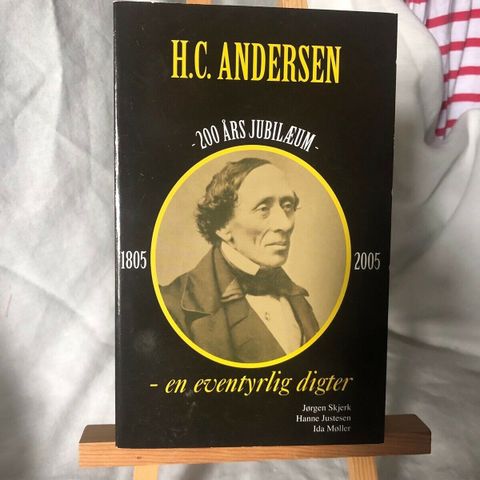 H.C. ANDERSEN
- 200 ÅRS JUBILÆUM -
1805
2005
- en eventyrlig digter
Jørgen Skjerk
Hanne Justesen
Ida Møller